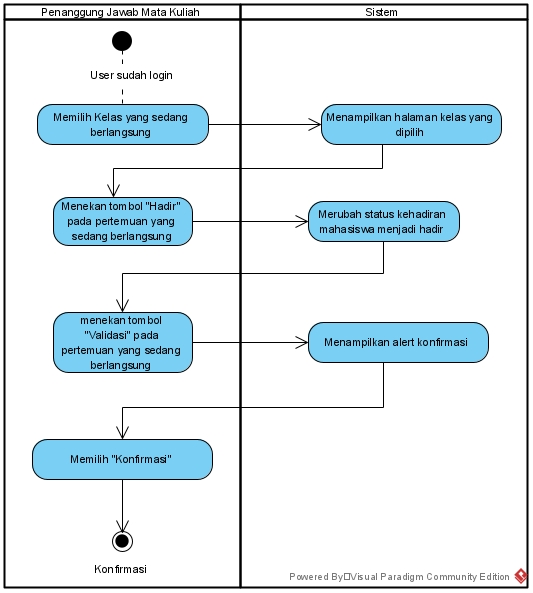 Penanggung Jawab Mata Kuliah
Sistem
User sudah login
Memilih Kelas yang sedang
berlangsung
Menampilkan halaman kelas yang
dipilih
Menekan tombol "Hadir"
pada pertemuan yang
sedang berlangsung
Merubah status kehadiran
mahasiswa menjadi hadir
menekan tombol
"Validasi" pada
pertemuan yang sedang
berlangsung
Menampilkan alert konfirmasi
Memilih "Konfirmasi"
Konfirmasi
Powered By Visual Paradigm Community Edition